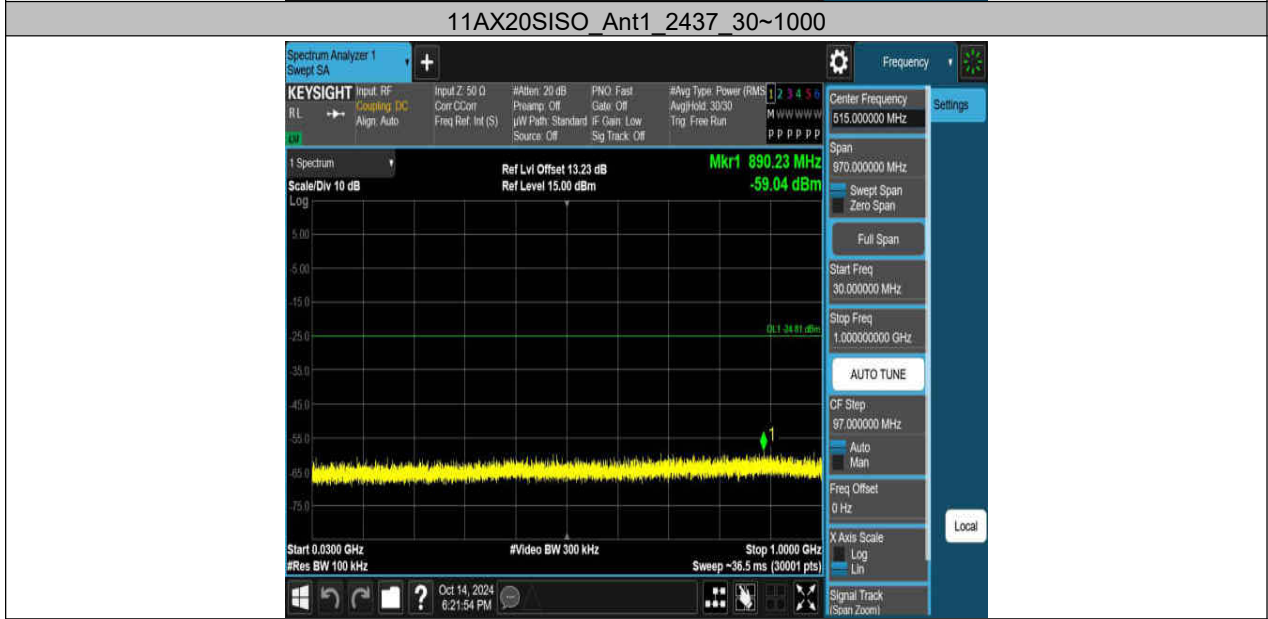 11AX20SISO_Ant1_2437_30~1000
Spectrum Analyzer 1
Swept SA
+
Frequency
KEYSIGHT
RL
Input: RF
Coupling: DC
Align: Auto
Input Z: 50 Ω
Corr CCorr
Freq Ref: Int (S)
#Atten: 20 dB
Preamp: Off
µW Path: Standard
Source: Off
PNO: Fast
Gate: Off
IF Gain: Low
Sig Track: Off
#Avg Type: Power (RMS
Avg|Hold: 30/30
Trig: Free Run
1 2 3 4 5 6
M W W W W W
P P P P P P
Center Frequency
515.000000 MHz
Settings
1 Spectrum
Scale/Div 10 dB
Log
Ref Lvl Offset 13.23 dB
Ref Level 15.00 dBm
Mkr1 890.23 MHz
-59.04 dBm
Span
970.000000 MHz
Swept Span
Zero Span
Full Span
Start Freq
30.000000 MHz
Stop Freq
1.000000000 GHz
AUTO TUNE
CF Step
97.000000 MHz
Auto
Man
Freq Offset
0 Hz
X Axis Scale
Log
Lin
Signal Track
(Span Zoom)
Local
5.00
-5.00
-15.0
-25.0
DL1 -24.81 dBm
-35.0
-45.0
-55.0
1
-65.0
-75.0
Start 0.0300 GHz
#Video BW 300 kHz
Stop 1.0000 GHz
#Res BW 100 kHz
Sweep ~36.5 ms (30001 pts)
?
Oct 14, 2024
6:21:54 PM